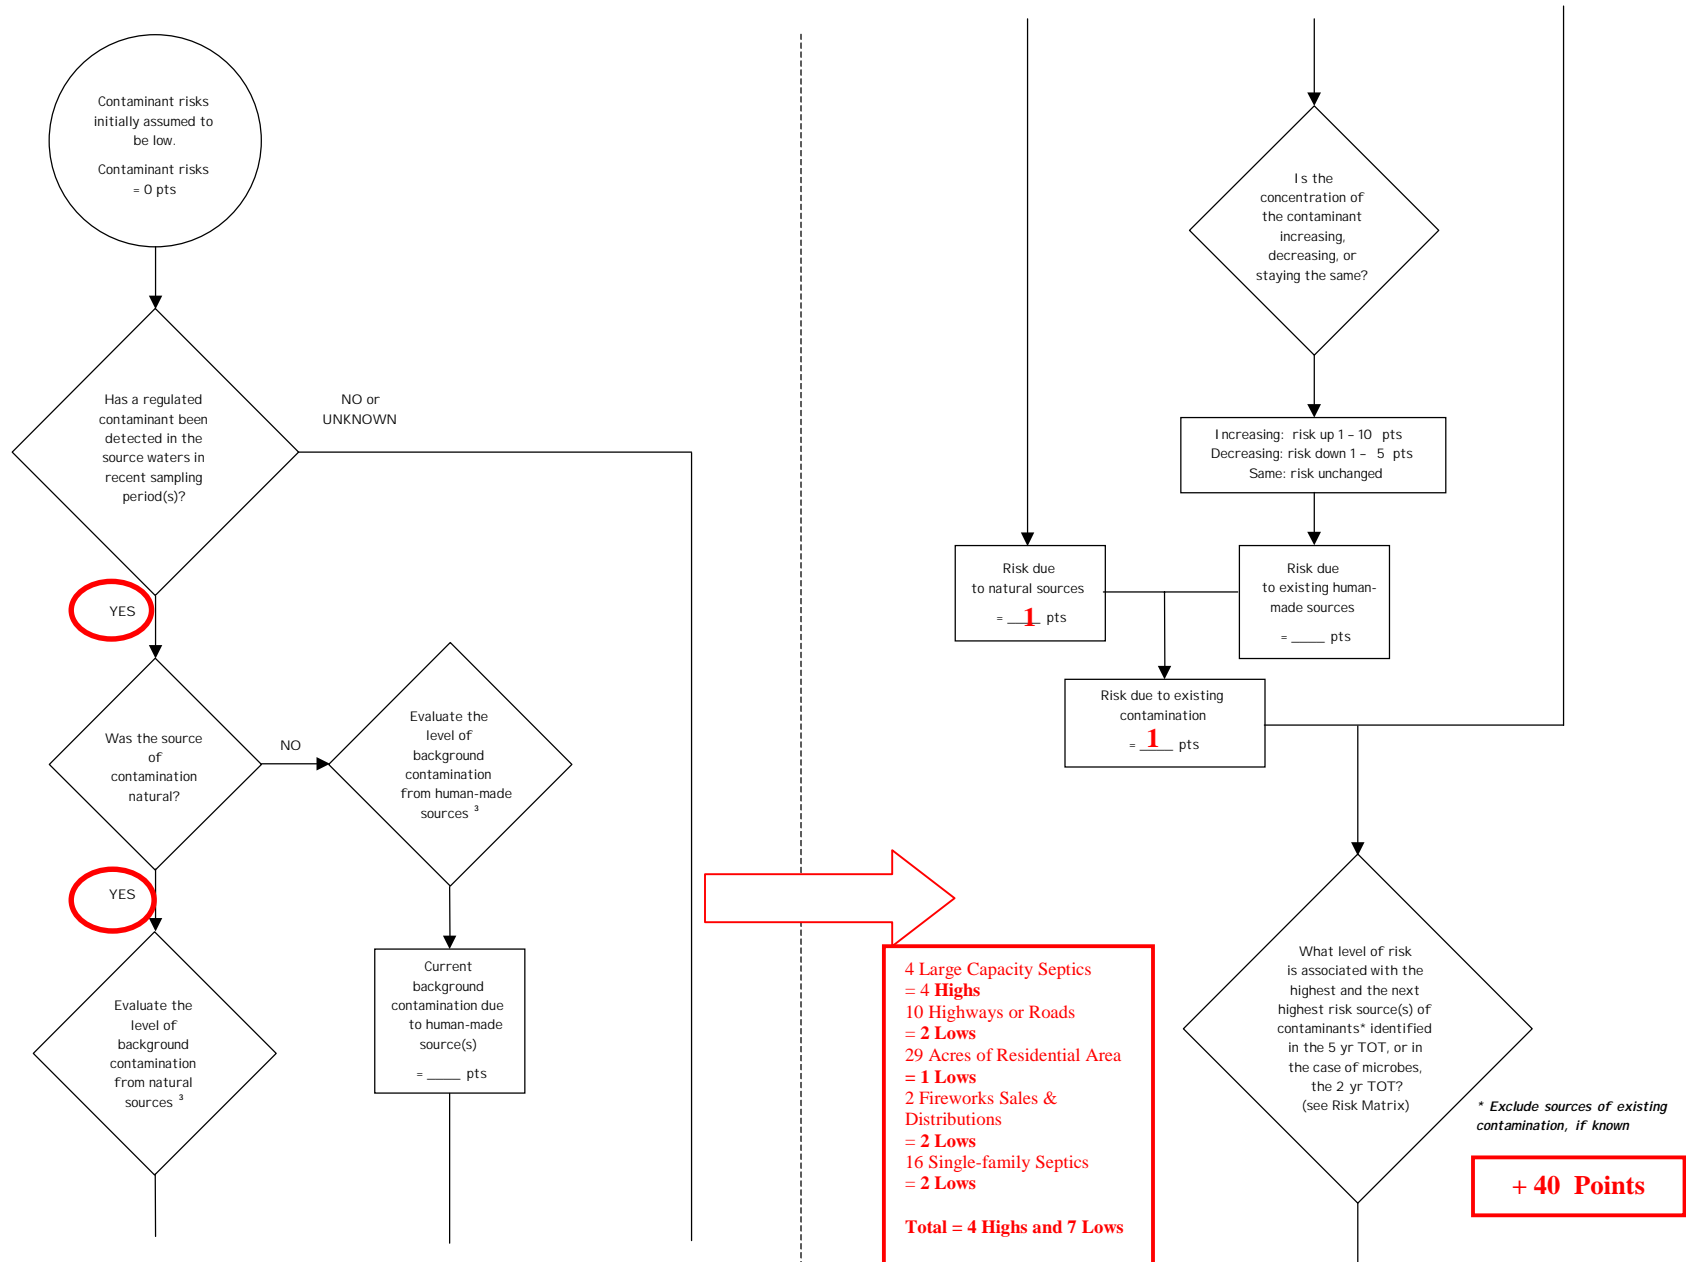 Contaminant risks
initially assumed to
be low.
Contaminant risks
= 0 pts
Has a regulated
contaminant been
detected in the
source waters in
recent sampling
period(s)?
NO or
UNKNOWN
YES
Was the source
of
contamination
natural?
NO
Evaluate the
level of
background
contamination
from human-made
sources ³
YES
Evaluate the
level of
background
contamination
from natural
sources ³
Current
background
contamination due
to human-made
source(s)
= _____ pts
Is the
concentration of
the contaminant
increasing,
decreasing, or
staying the same?
Increasing: risk up 1 – 10 pts
Decreasing: risk down 1 – 5 pts
Same: risk unchanged
Risk due
to natural sources
= __1__ pts
Risk due
to existing human-
made sources
= _____ pts
Risk due to existing
contamination
= __1__ pts
4 Large Capacity Septics
= 4 Highs
10 Highways or Roads
= 2 Lows
29 Acres of Residential Area
= 1 Lows
2 Fireworks Sales &
Distributions
= 2 Lows
16 Single-family Septics
= 2 Lows
Total = 4 Highs and 7 Lows
What level of risk
is associated with the
highest and the next
highest risk source(s) of
contaminants* identified
in the 5 yr TOT, or in
the case of microbes,
the 2 yr TOT?
(see Risk Matrix)
* Exclude sources of existing
contamination, if known
+ 40 Points